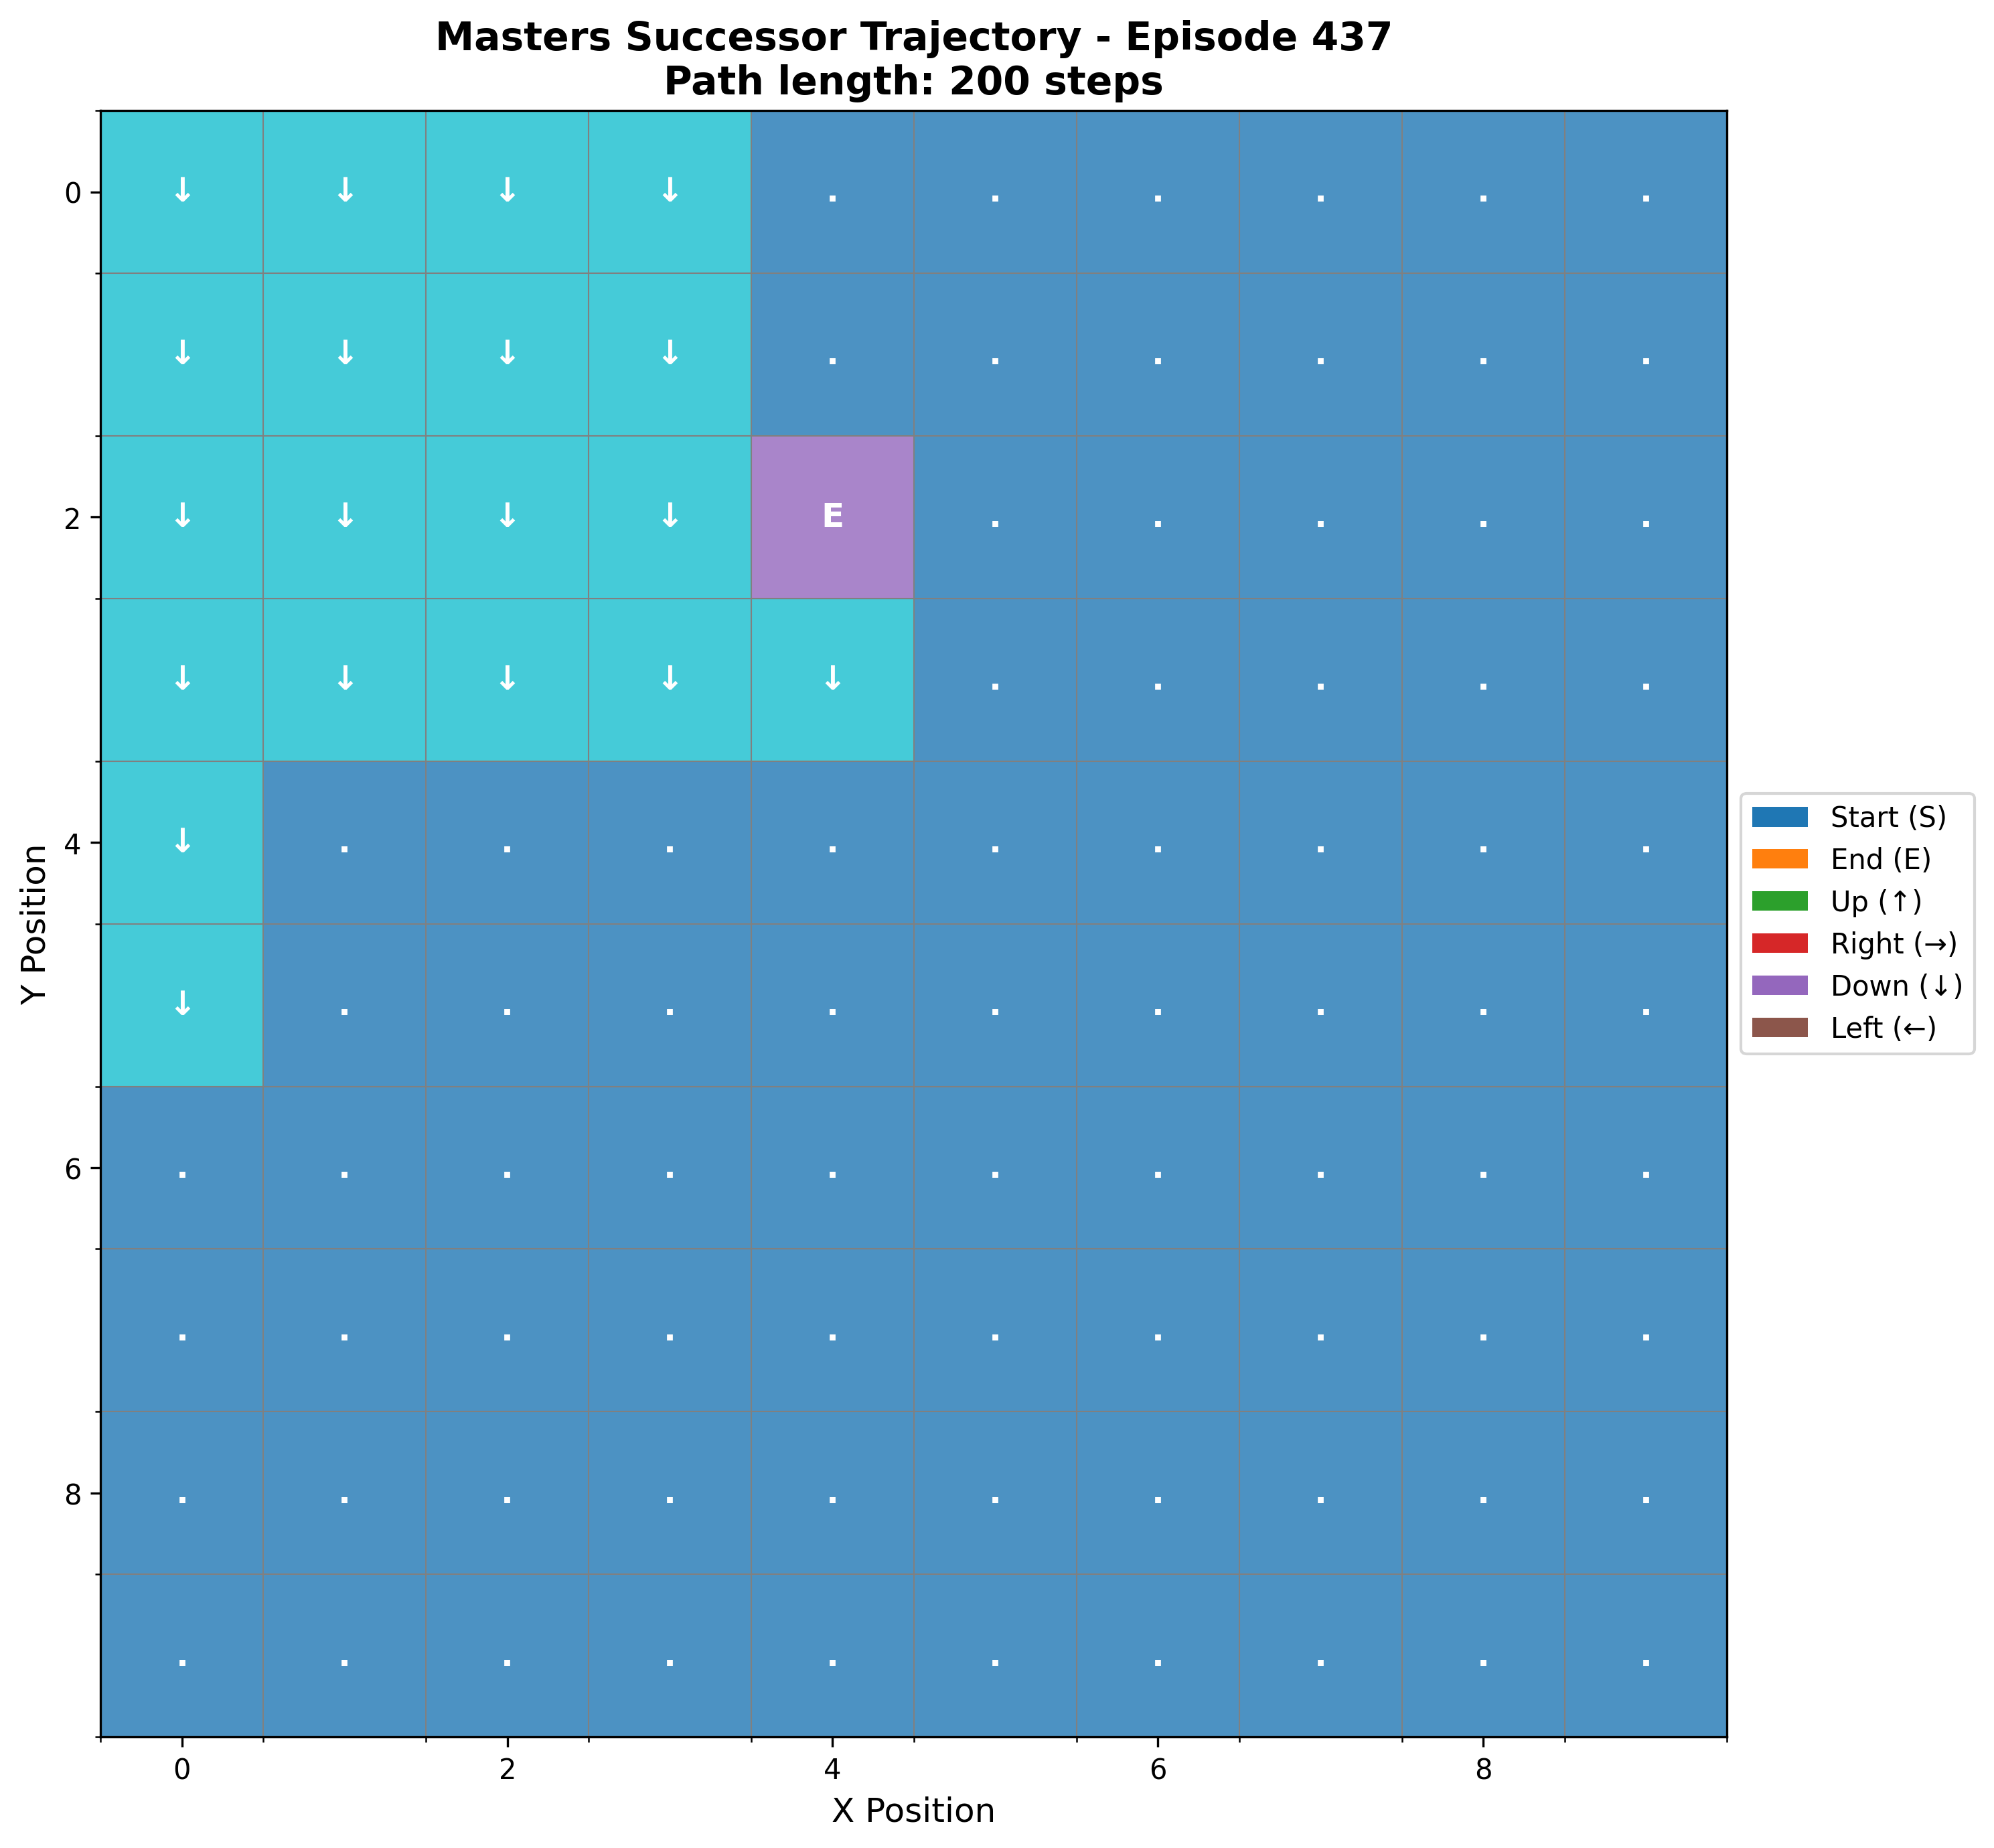 Masters Successor Trajectory - Episode 437
Path length: 200 steps
0 ↓ ↓ ↓ ↓ . . . . . .
↓ ↓ ↓ ↓ . . . . . .
2 ↓ ↓ ↓ ↓ E . . . . .
↓ ↓ ↓ ↓ ↓ . . . . .
4 ↓ . . . . . . . . .
↓ . . . . . . . . .
6 . . . . . . . . . .
. . . . . . . . . .
8 . . . . . . . . . .
. . . . . . . . . .
0 2 4 6 8
X Position
Y Position
Start (S)
End (E)
Up (↑)
Right (→)
Down (↓)
Left (←)